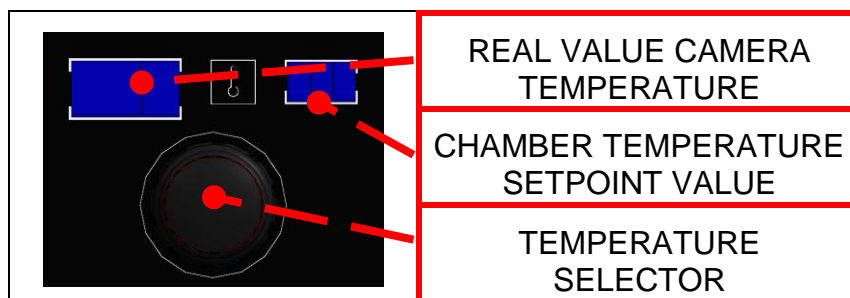 REAL VALUE CAMERA
TEMPERATURE
CHAMBER TEMPERATURE
SETPOINT VALUE
TEMPERATURE
SELECTOR